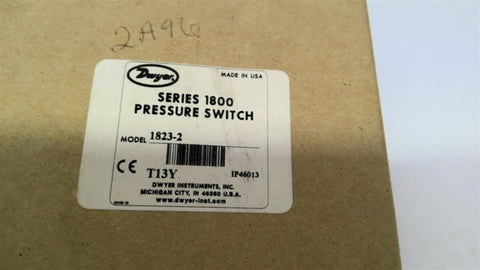 2A96
Dwyer
MADE IN USA
SERIES 1800
PRESSURE SWITCH
MODEL 1823-2
CE T13Y IP46013
DWYER INSTRUMENTS, INC.
MICHIGAN CITY, IN 46360 U.S.A.
www.dwyer-inst.com